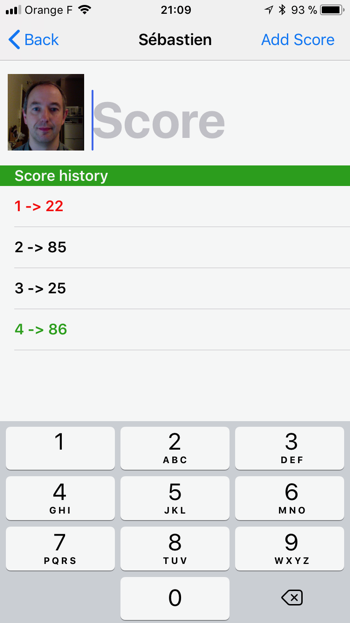 Orange F 21:09 93 %
Back Sébastien Add Score
Score
Score history
1 -> 22
2 -> 85
3 -> 25
4 -> 86
1 2 3
ABC DEF
4 5 6
GHI JKL MNO
7 8 9
PQRS TUV WXYZ
0